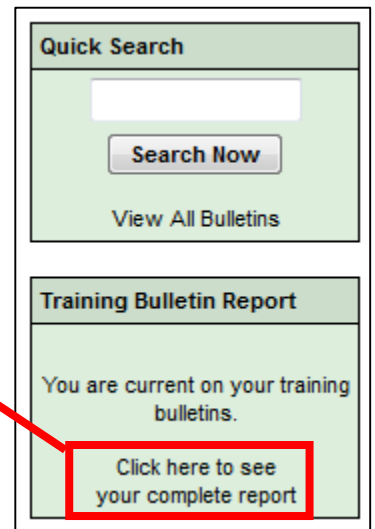 Quick Search
Search Now
View All Bulletins
Training Bulletin Report
You are current on your training
bulletins.
Click here to see
your complete report